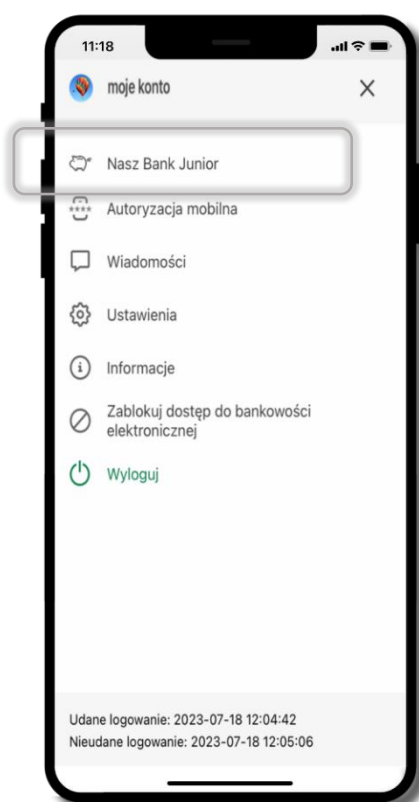 11:18
moje konto
Nasz Bank Junior
Autoryzacja mobilna
Wiadomości
Ustawienia
Informacje
Zablokuj dostęp do bankowości
elektronicznej
Wyloguj
Udane logowanie: 2023-07-18 12:04:42
Nieudane logowanie: 2023-07-18 12:05:06